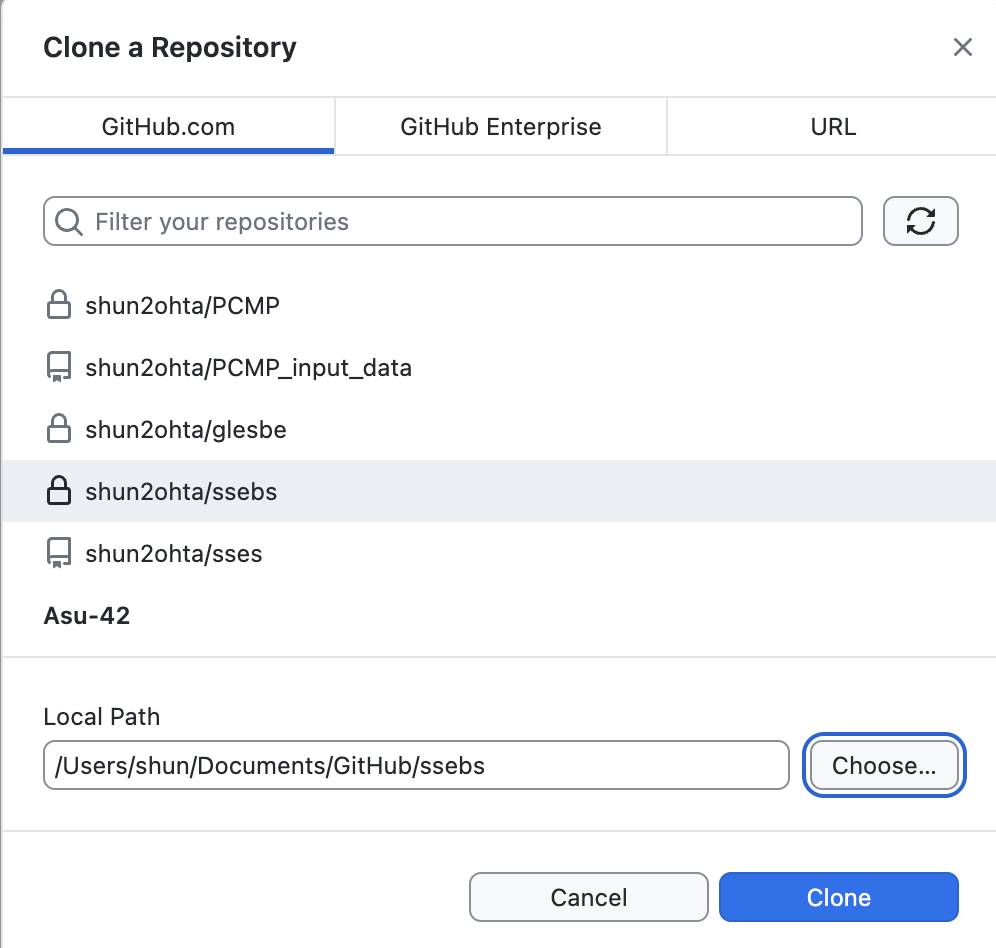 Clone a Repository
GitHub.com GitHub Enterprise URL
Filter your repositories
shun2ohta/PCMP
shun2ohta/PCMP_input_data
shun2ohta/glesbe
shun2ohta/ssebs
shun2ohta/sses
Asu-42
Local Path
/Users/shun/Documents/GitHub/ssebs Choose...
Cancel Clone